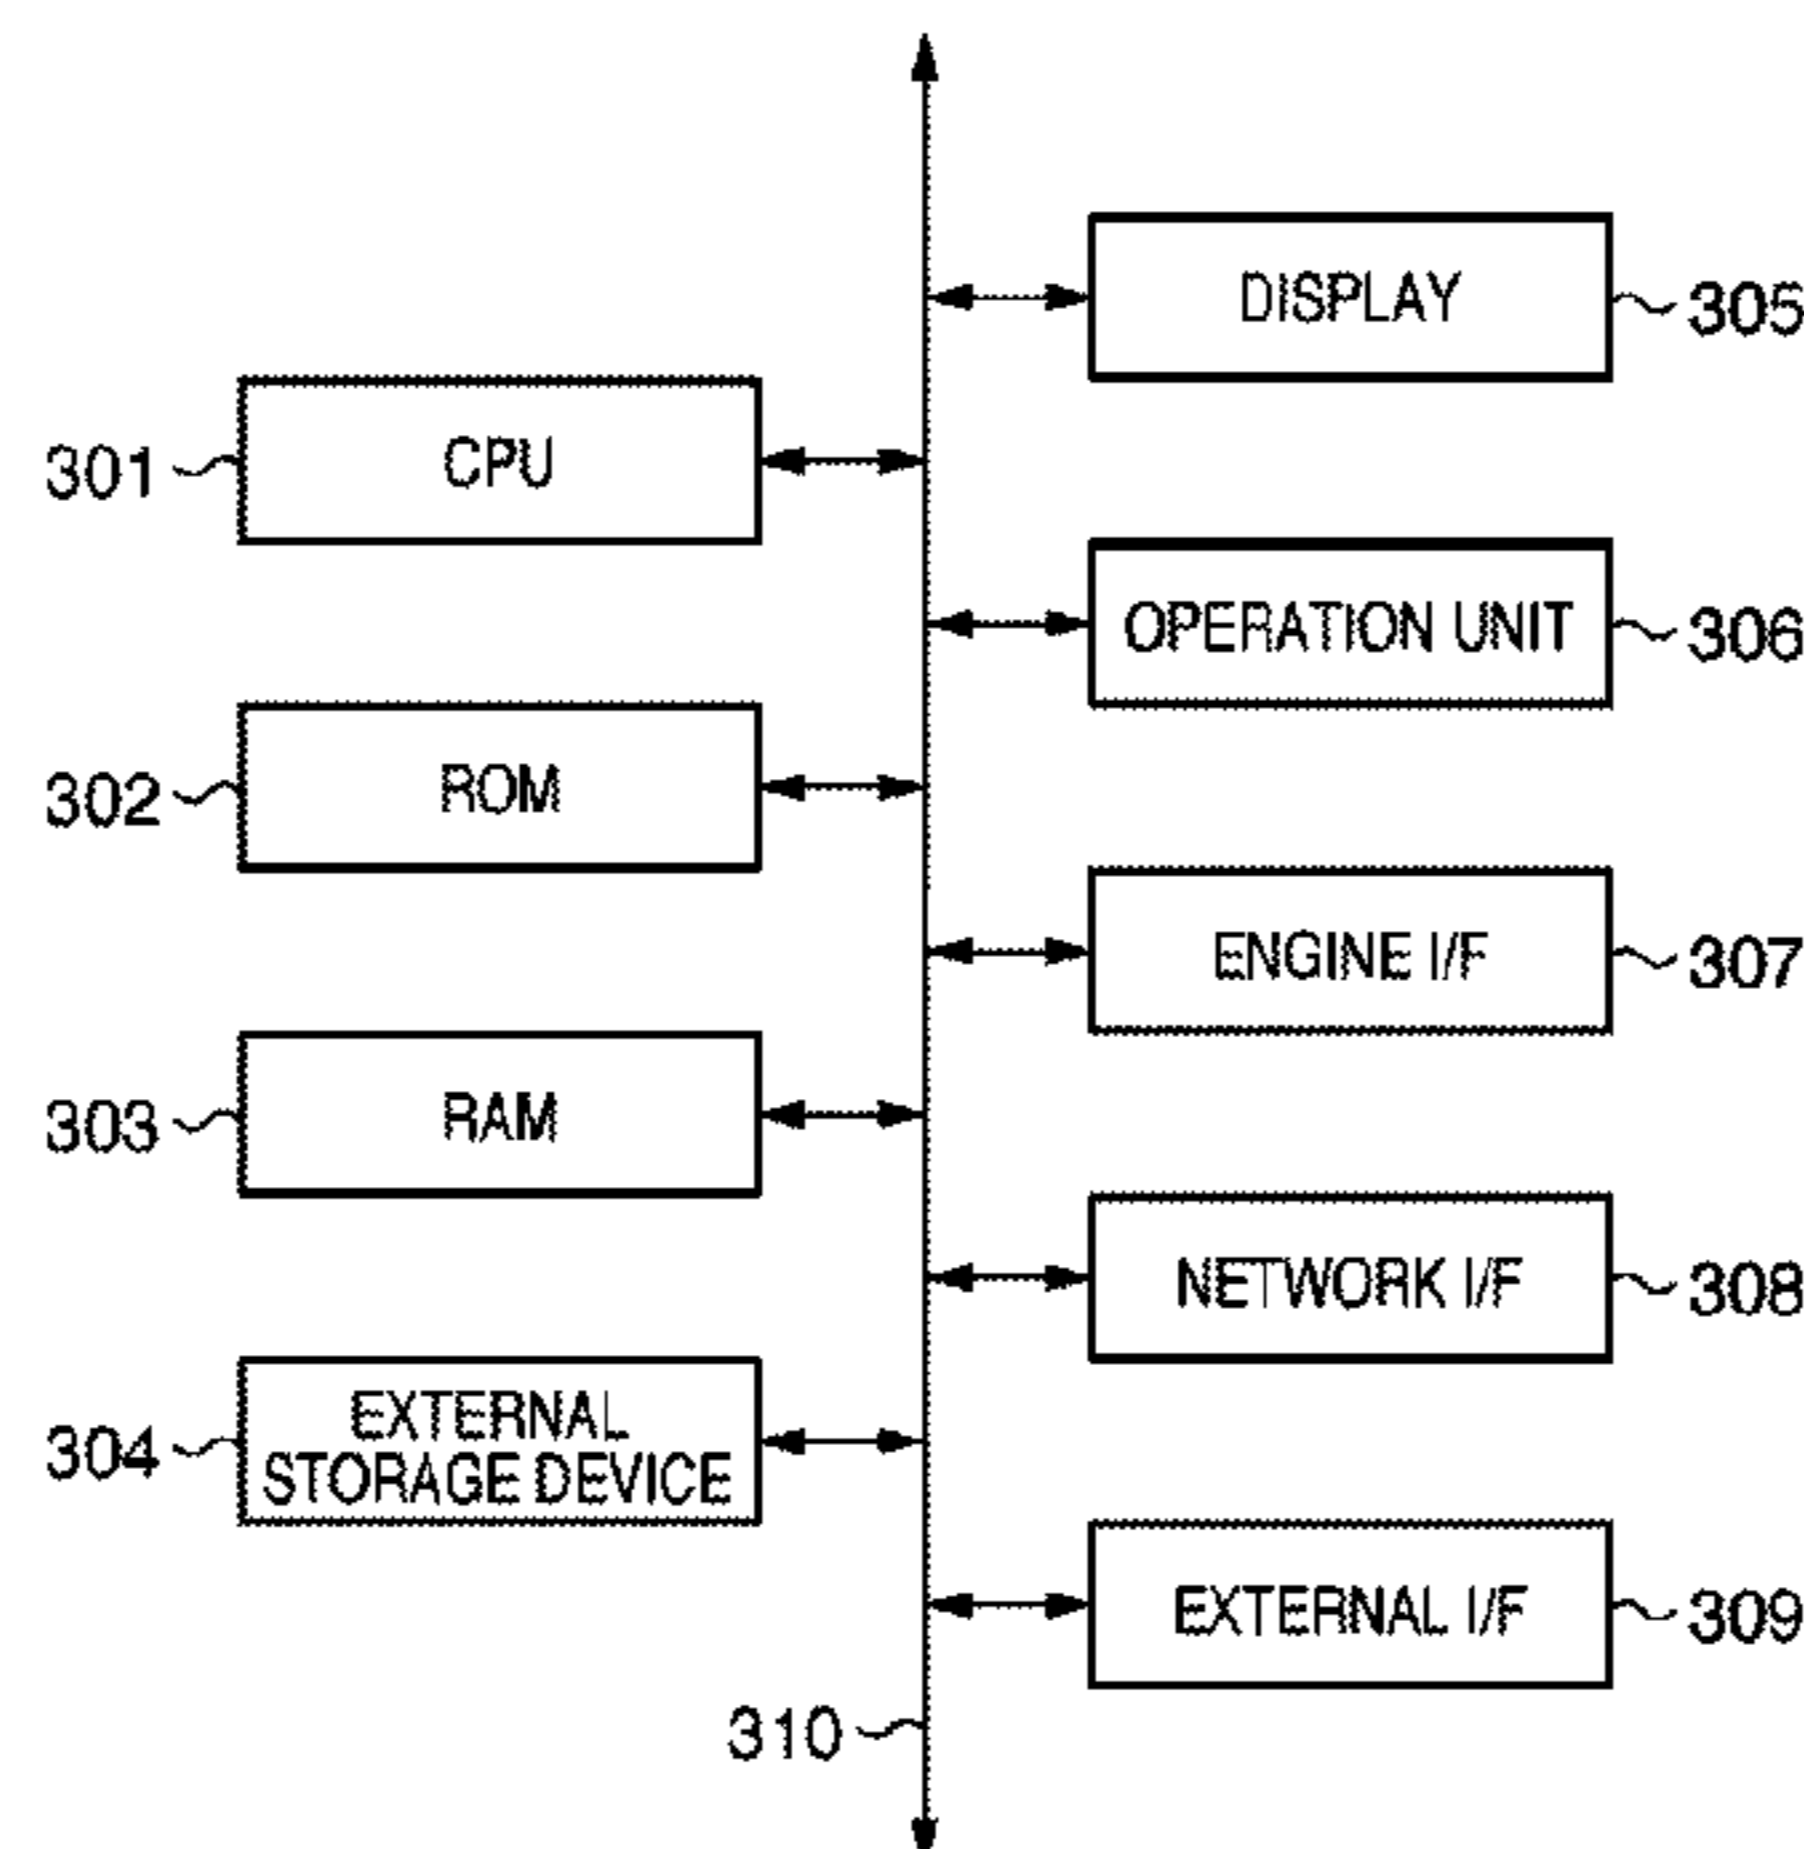 DISPLAY
305
301
CPU
OPERATION UNIT
306
302
ROM
ENGINE I/F
307
303
RAM
NETWORK I/F
308
304
EXTERNAL
STORAGE DEVICE
EXTERNAL I/F
309
310